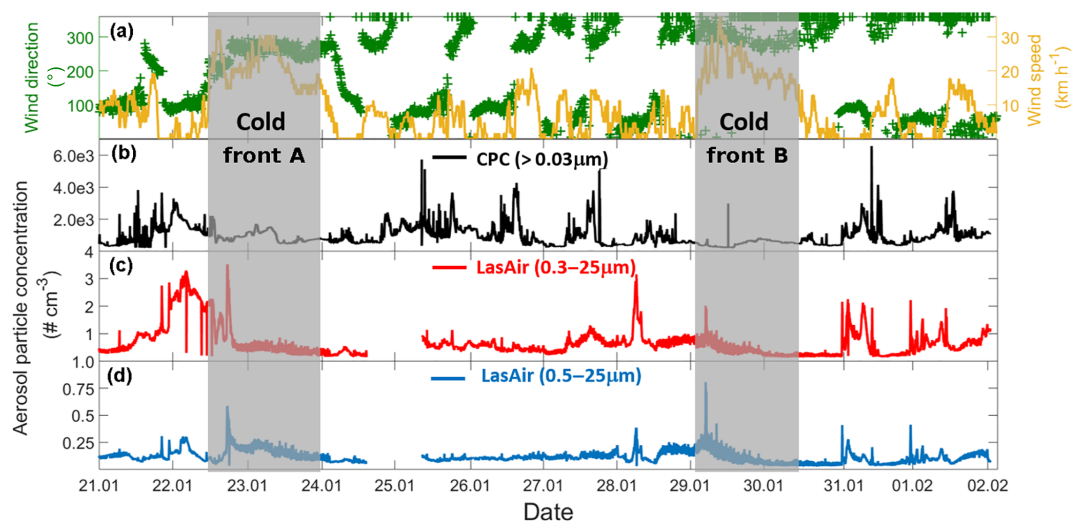 (a)
Wind direction
(°)
300
200
100
30
20
10
Wind speed
(km h⁻¹)
Cold
front A
Cold
front B
Aerosol particle concentration
(# cm⁻³)
(b)
CPC (> 0.03μm)
6.0e3
4.0e3
2.0e3
(c)
LasAir (0.3–25μm)
4
3
2
1
(d)
LasAir (0.5–25μm)
1.0
0.75
0.50
0.25
21.01 22.01 23.01 24.01 25.01 26.01 27.01 28.01 29.01 30.01 31.01 01.02 02.02
Date